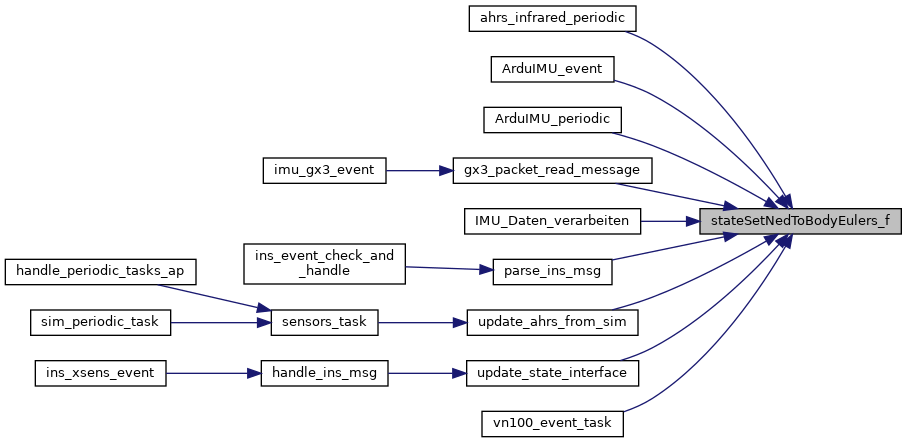 ahrs_infrared_periodic
ArduIMU_event
ArduIMU_periodic
imu_gx3_event
gx3_packet_read_message
IMU_Daten_verarbeiten
stateSetNedToBodyEulers_f
ins_event_check_and
_handle
parse_ins_msg
handle_periodic_tasks_ap
sim_periodic_task
sensors_task
update_ahrs_from_sim
ins_xsens_event
handle_ins_msg
update_state_interface
vn100_event_task